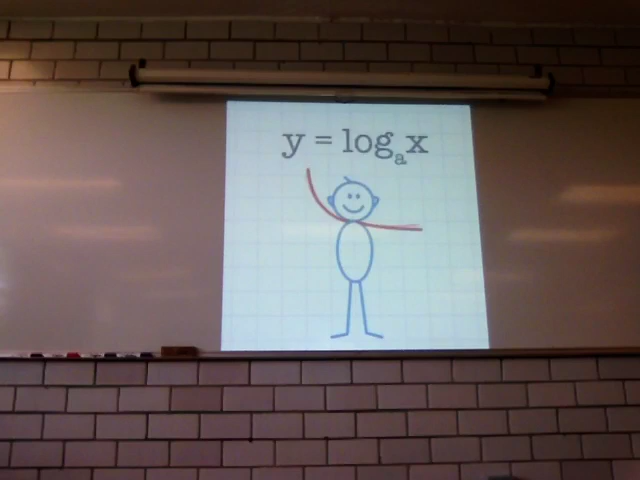 y = logₐx